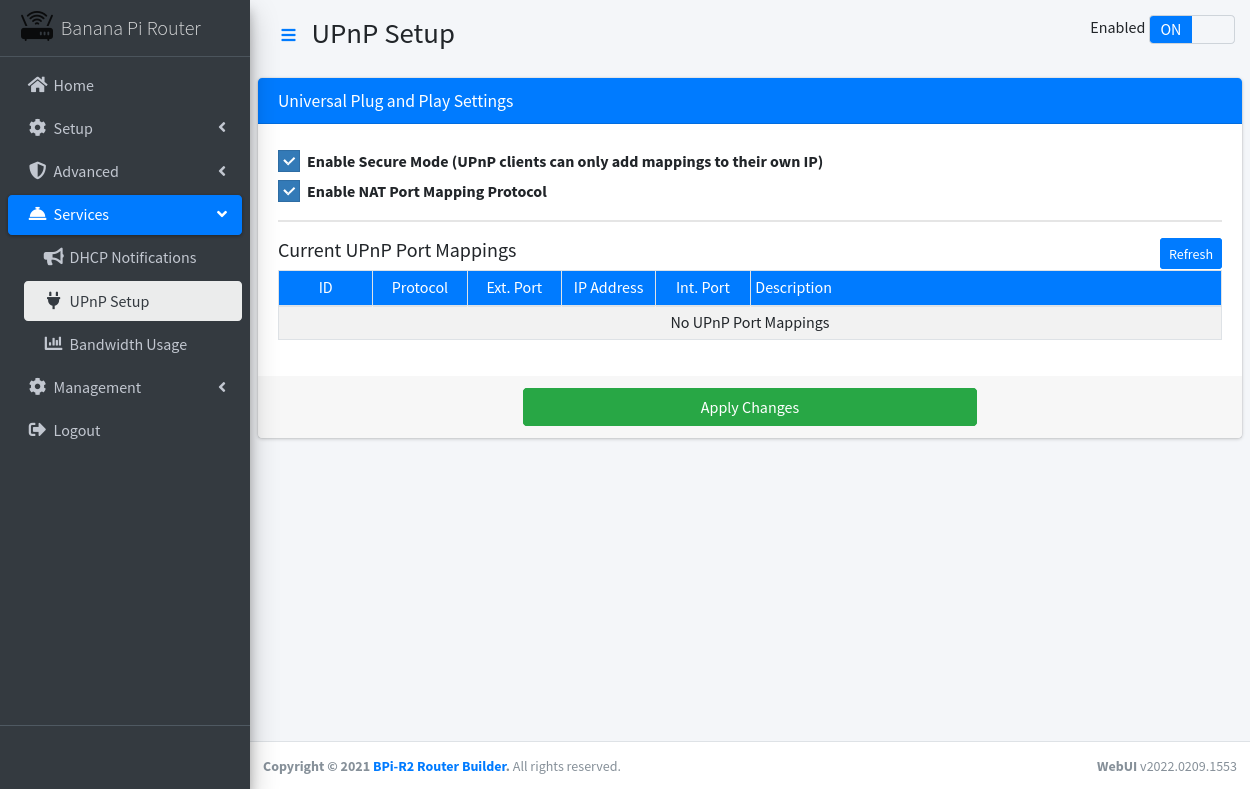 Banana Pi Router
Home
Setup
Advanced
Services
DHCP Notifications
UPnP Setup
Bandwidth Usage
Management
Logout
UPnP Setup
Enabled ON
Universal Plug and Play Settings
Enable Secure Mode (UPnP clients can only add mappings to their own IP)
Enable NAT Port Mapping Protocol
Current UPnP Port Mappings
Refresh
ID Protocol Ext. Port IP Address Int. Port Description
No UPnP Port Mappings
Apply Changes
Copyright © 2021 BPi-R2 Router Builder. All rights reserved.
WebUI v2022.0209.1553